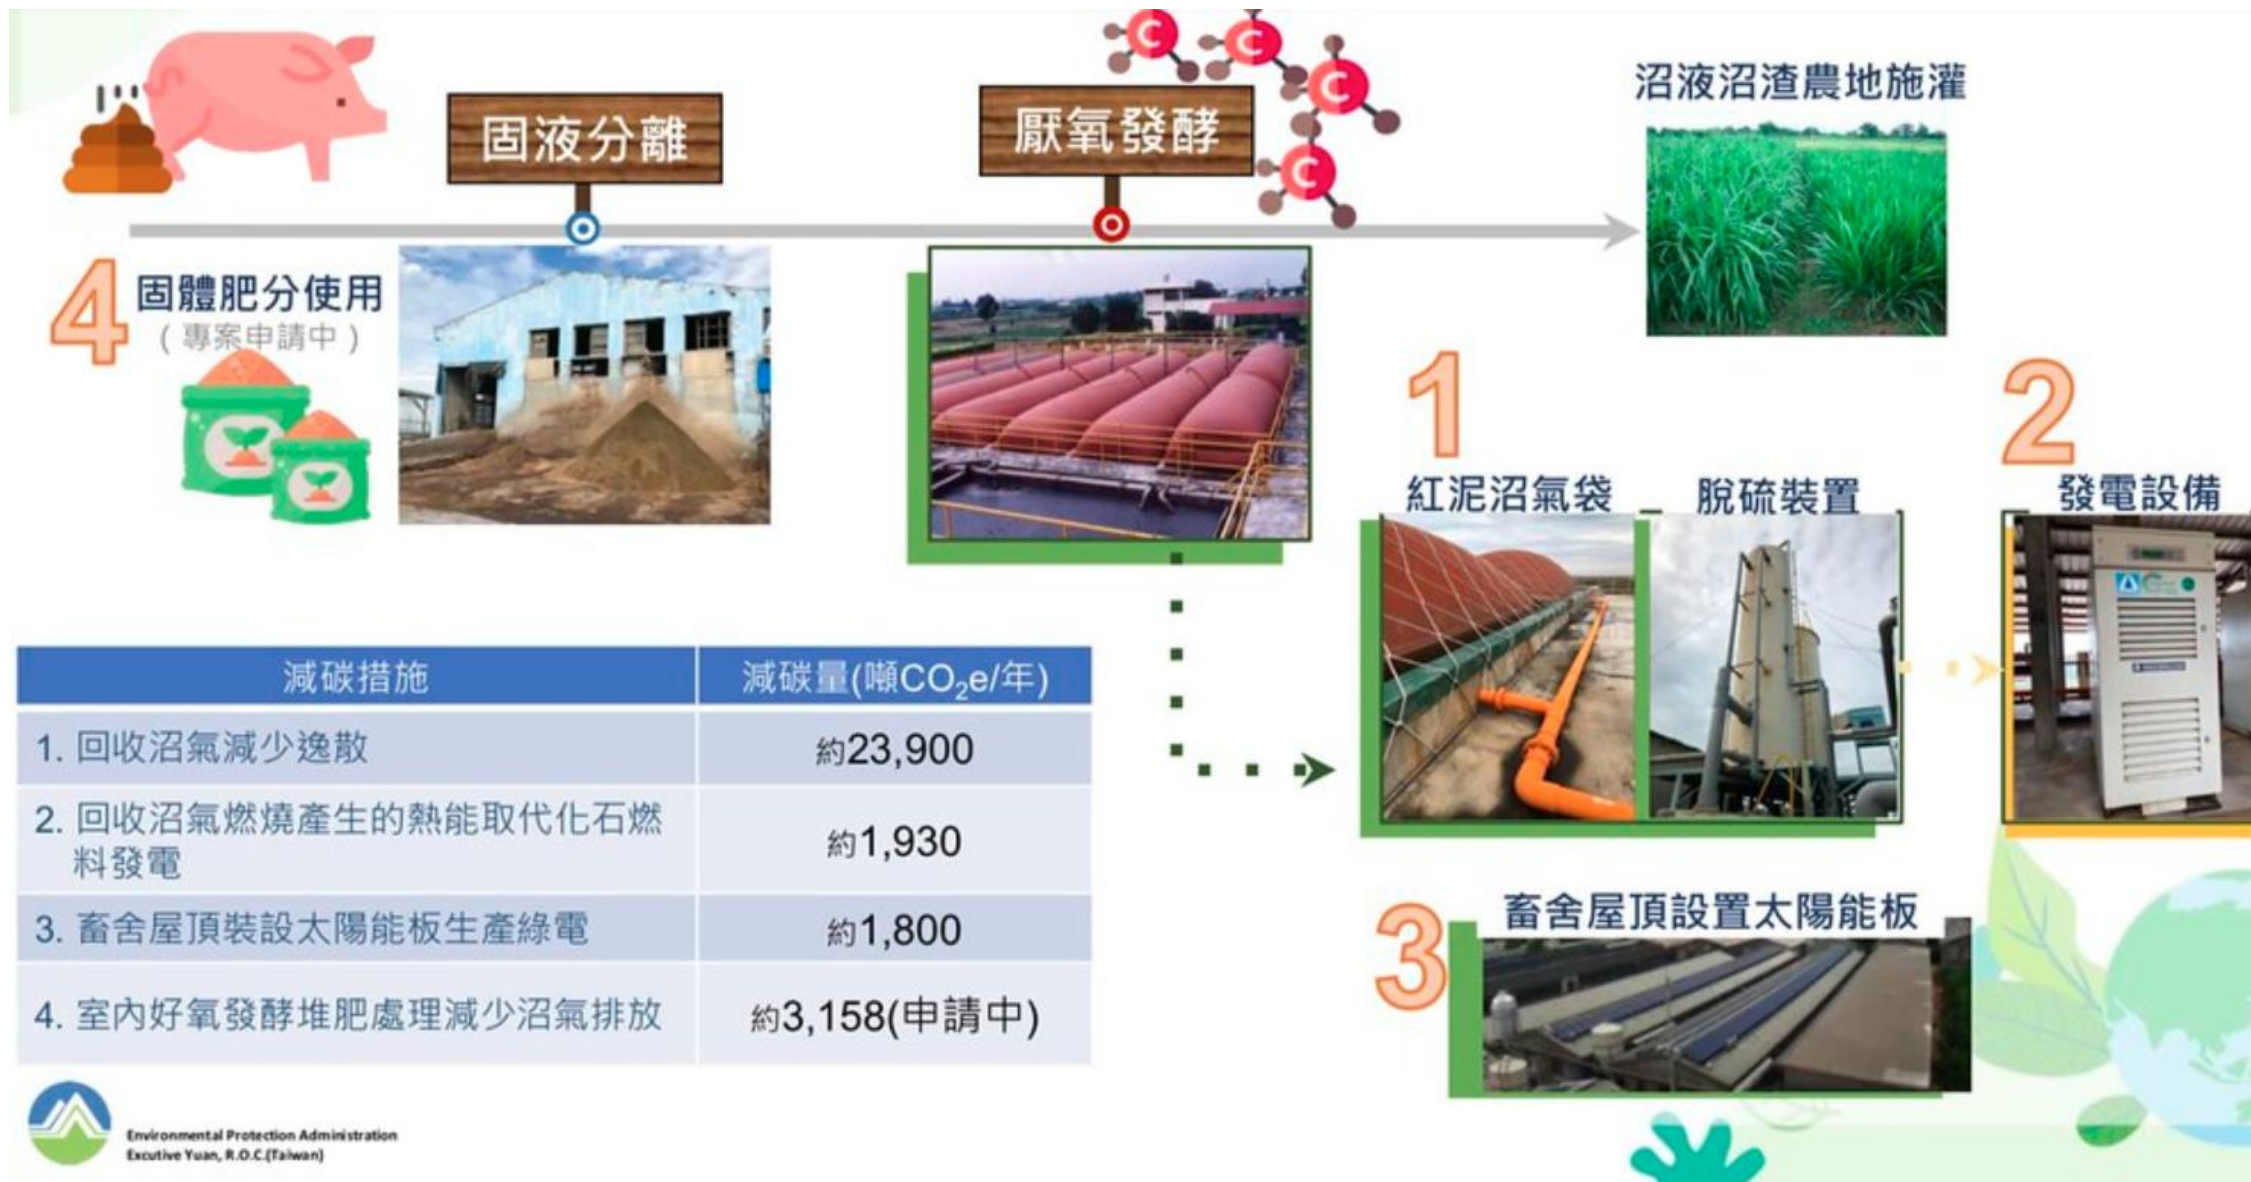 固液分離
厭氧發酵
C
C
C
C
沼液沼渣農地施灌
4
固體肥分使用
(專案申請中)
1
紅泥沼氣袋
脫硫裝置
2
發電設備
3
畜舍屋頂設置太陽能板
減碳措施 減碳量(噸CO₂e/年)
1. 回收沼氣減少逸散 約23,900
2. 回收沼氣燃燒產生的熱能取代化石燃
料發電 約1,930
3. 畜舍屋頂裝設太陽能板生產綠電 約1,800
4. 室內好氧發酵堆肥處理減少沼氣排放 約3,158(申請中)
Environmental Protection Administration
Excutive Yuan, R.O.C.(Taiwan)